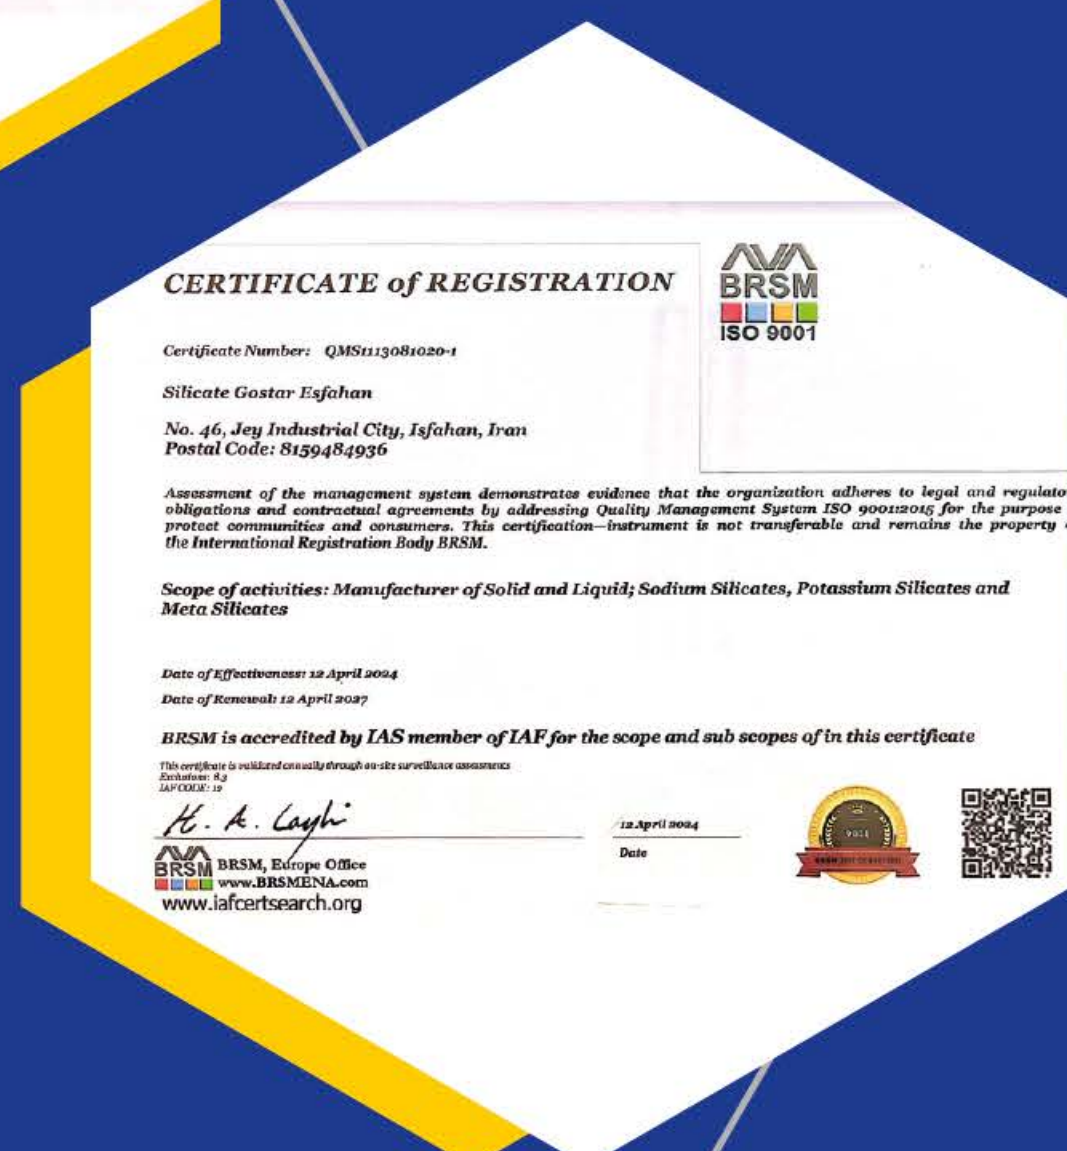 CERTIFICATE of REGISTRATION
BRSM
ISO 9001
Certificate Number: QMS1113081020-1
Silicate Gostar Esfahan
No. 46, Jey Industrial City, Isfahan, Iran
Postal Code: 8159484936
Assessment of the management system demonstrates evidence that the organization adheres to legal and regulato
obligations and contractual agreements by addressing Quality Management System ISO 9001:2015 for the purpose
protect communities and consumers. This certification—instrument is not transferable and remains the property
the International Registration Body BRSM.
Scope of activities: Manufacturer of Solid and Liquid; Sodium Silicates, Potassium Silicates and
Meta Silicates
Date of Effectiveness: 12 April 2024
Date of Renewal: 12 April 2027
BRSM is accredited by IAS member of IAF for the scope and sub scopes of in this certificate
This certificate is validated annually through on-site surveillance assessments
Exclusions: 8.3
IAF CODE: 12
H. A.
12 April 2024
Date
9001
BRSM
BRSM, Europe Office
www.BRSMENA.com
www.iafcertsearch.org